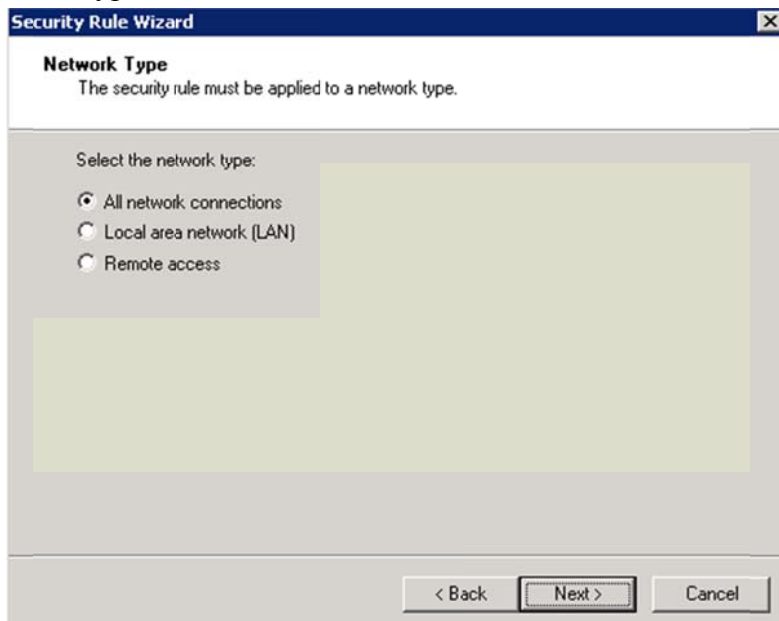 Security Rule Wizard
Network Type
The security rule must be applied to a network type.
Select the network type:
All network connections
Local area network (LAN)
Remote access
< Back
Next >
Cancel